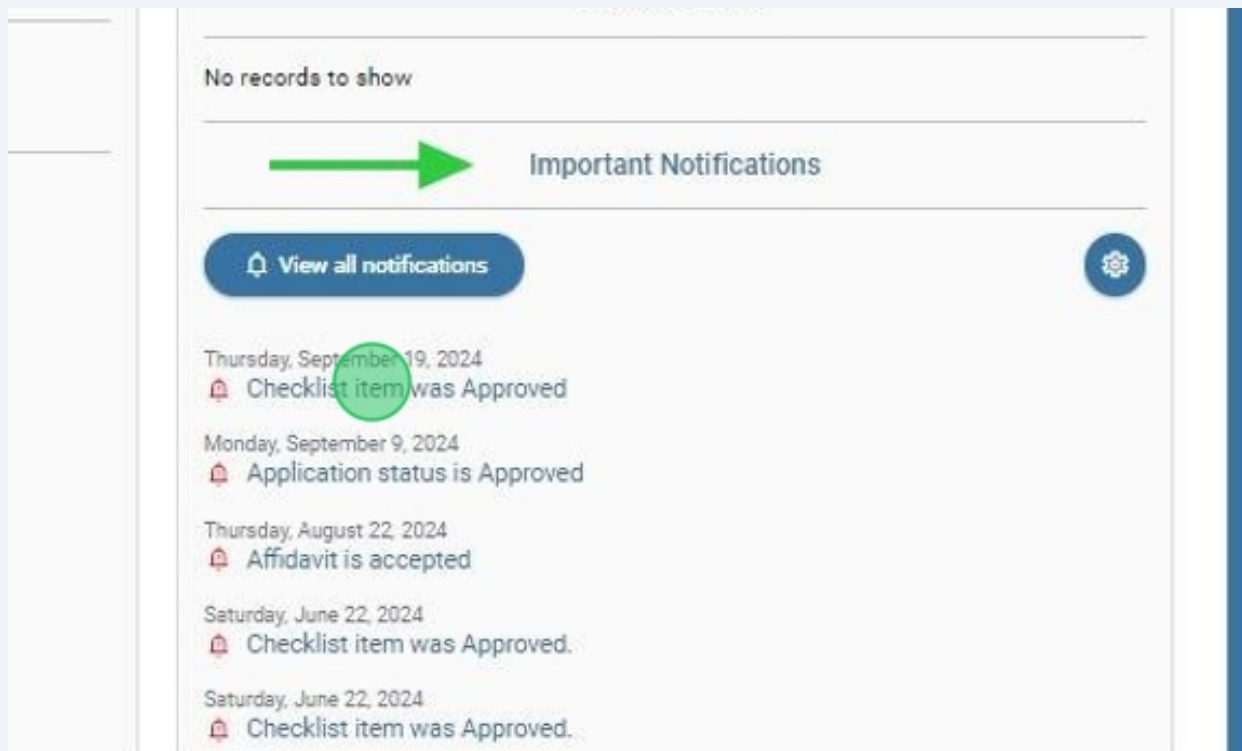 No records to show
Important Notifications
View all notifications
Thursday, September 19, 2024
Checklist item was Approved
Monday, September 9, 2024
Application status is Approved
Thursday, August 22, 2024
Affidavit is accepted
Saturday, June 22, 2024
Checklist item was Approved.
Saturday, June 22, 2024
Checklist item was Approved.